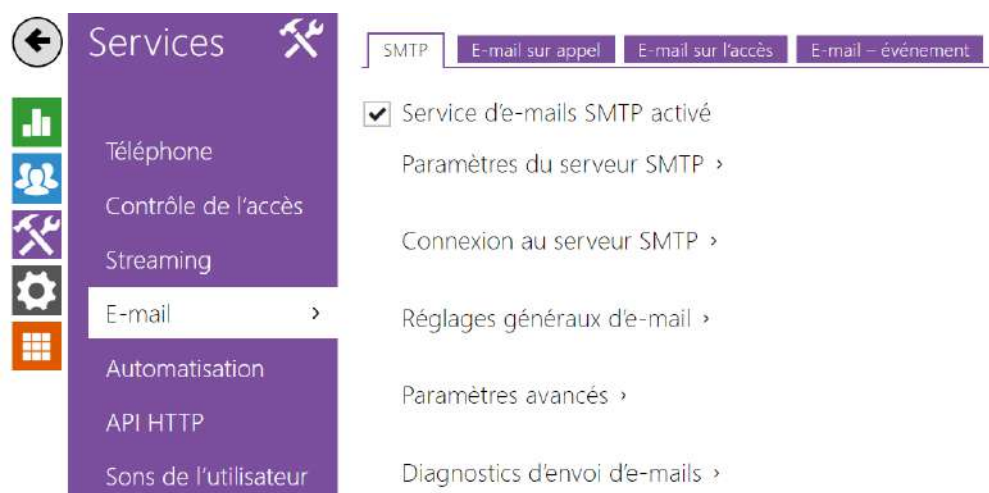 Services
Téléphone
Contrôle de l'accès
Streaming
E-mail ›
Automatisation
API HTTP
Sons de l'utilisateur
SMTP
E-mail sur appel
E-mail sur l'accès
E-mail – événement
Service d'e-mails SMTP activé
Paramètres du serveur SMTP ›
Connexion au serveur SMTP ›
Réglages généraux d'e-mail ›
Paramètres avancés ›
Diagnostics d'envoi d'e-mails ›